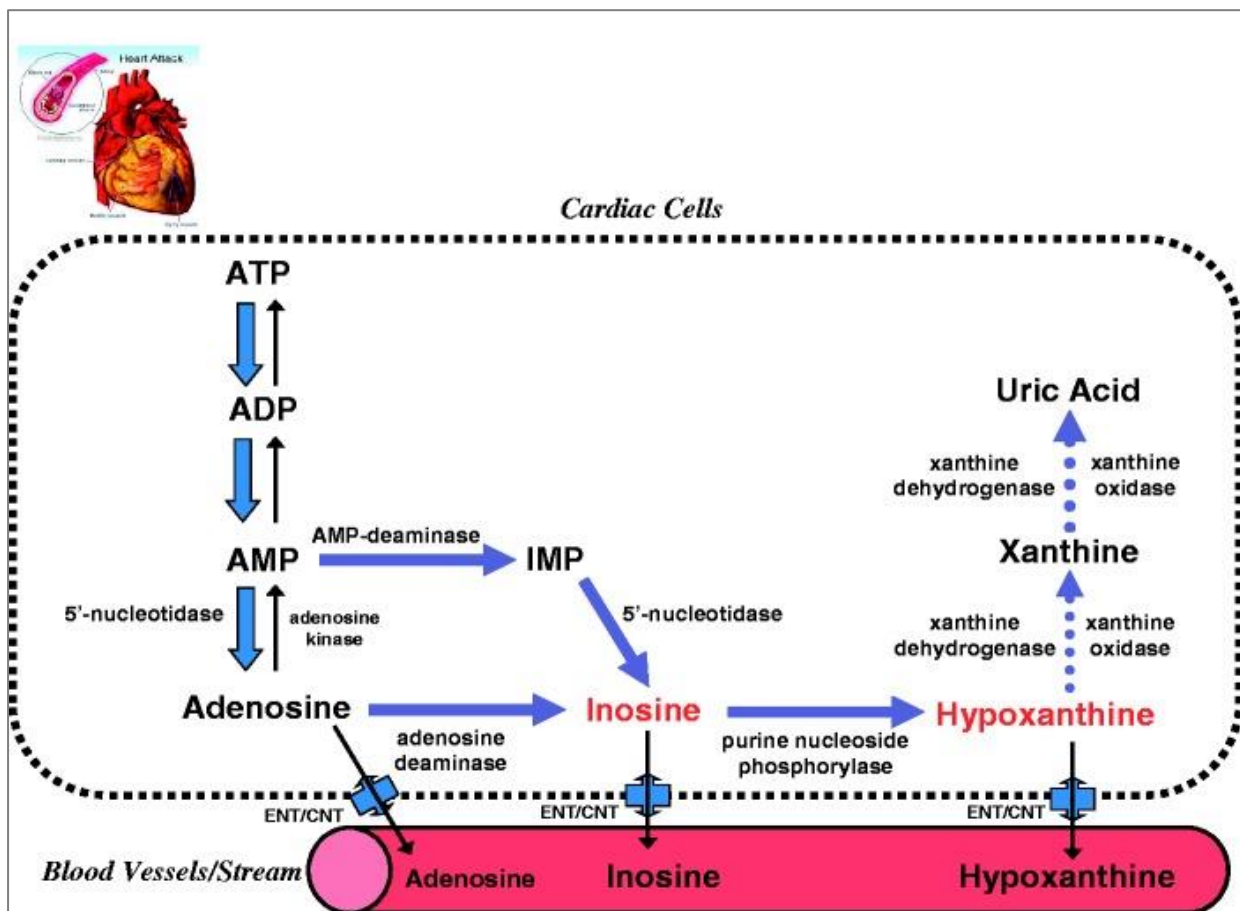 Heart Attack
Cardiac Cells
ATP
ADP
AMP
AMP-deaminase
IMP
5'-nucleotidase
adenosine
kinase
5'-nucleotidase
Adenosine
adenosine
deaminase
Inosine
purine nucleoside
phosphorylase
Hypoxanthine
xanthine
dehydrogenase
xanthine
oxidase
Xanthine
xanthine
dehydrogenase
xanthine
oxidase
Uric Acid
ENT/CNT
ENT/CNT
ENT/CNT
Blood Vessels/Stream
Adenosine
Inosine
Hypoxanthine